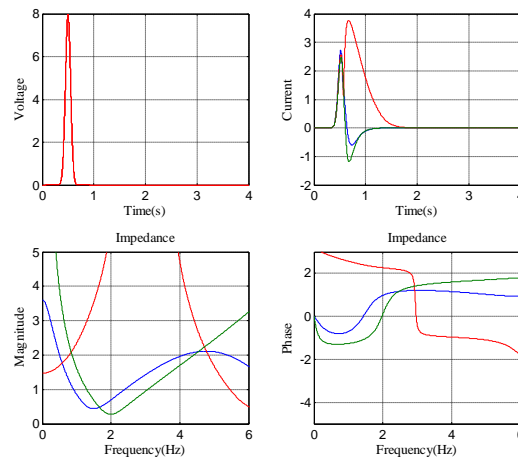 8
6
4
2
0
Voltage
0 1 2 3 4
Time(s)
4
3
2
1
0
-1
-2
Current
0 1 2 3 4
Time(s)
Impedance
5
4
3
2
1
0
Magnitude
0 2 4 6
Frequency(Hz)
Impedance
2
0
-2
-4
Phase
0 2 4 6
Frequency(Hz)